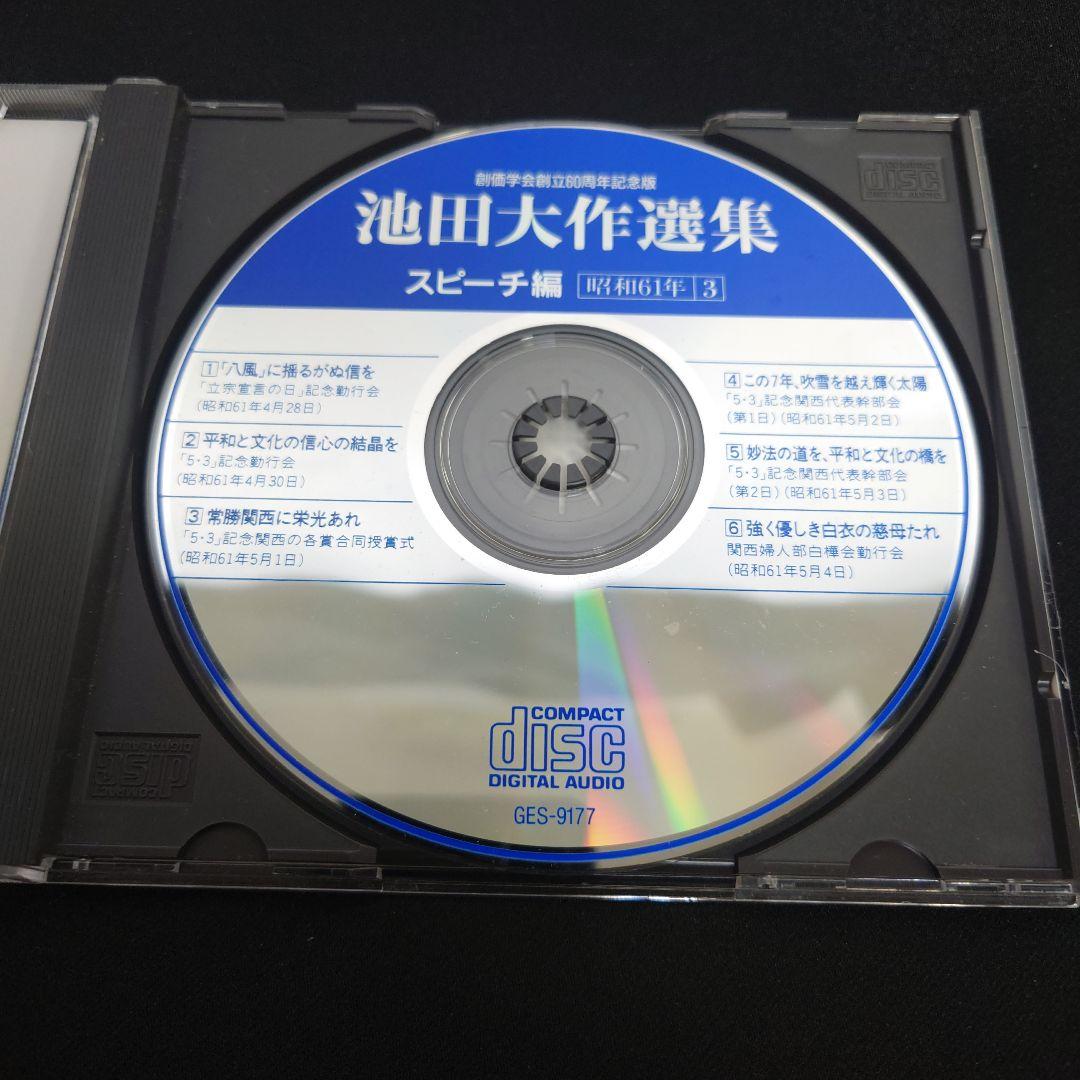 創価学会創立60周年記念版
池田大作選集
スピーチ編 昭和61年 3
1 「八風」に揺るがぬ信を
「立宗宣言の日」記念勤行会
(昭和61年4月28日)
2 平和と文化の信心の結晶を
「5・3」記念勤行会
(昭和61年4月30日)
3 常勝関西に栄光あれ
「5・3」記念関西の各賞合同授賞式
(昭和61年5月1日)
4 この7年、吹雪を越え輝く太陽
「5・3」記念関西代表幹部会
(第1日)(昭和61年5月2日)
5 妙法の道を、平和と文化の橋を
「5・3」記念関西代表幹部会
(第2日)(昭和61年5月3日)
6 強く優しき白衣の慈母たれ
関西婦人部白樺会勤行会
(昭和61年5月4日)
COMPACT
disc
DIGITAL AUDIO
GES-9177
COMPACT
disc
DIGITAL AUDIO
COMPACT
disc
DIGITAL AUDIO